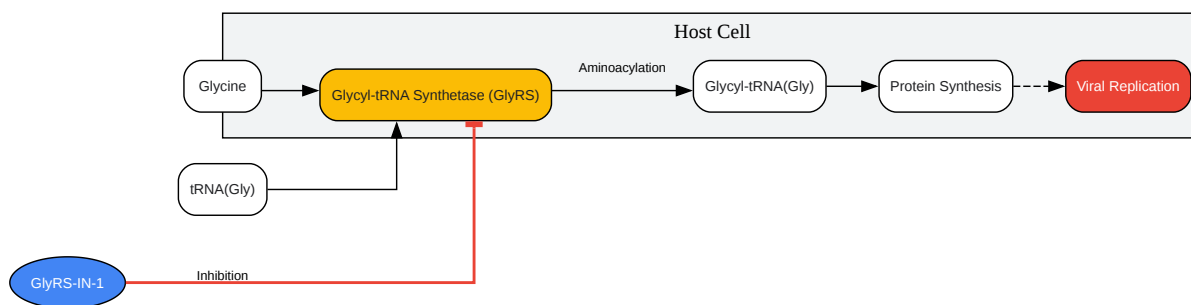 Host Cell
Glycine
Glycyl-tRNA Synthetase (GlyRS)
Aminoacylation
Glycyl-tRNA(Gly)
Protein Synthesis
Viral Replication
tRNA(Gly)
GlyRS-IN-1
Inhibition